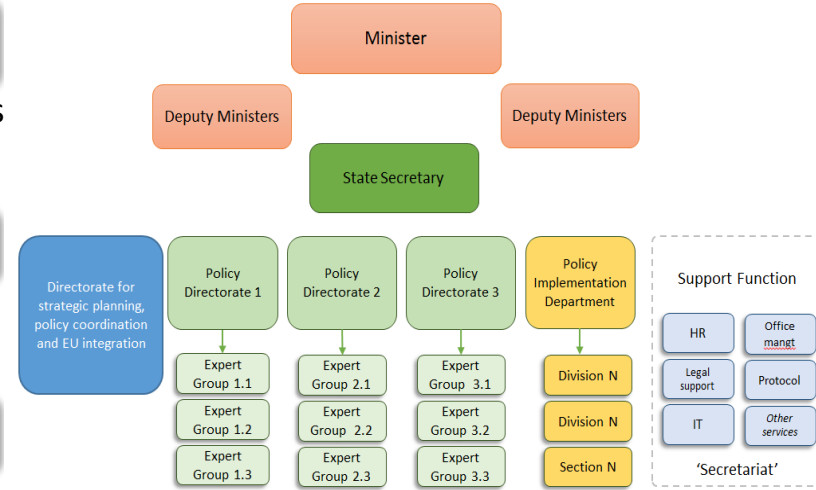 Minister
Deputy Ministers
Deputy Ministers
s
State Secretary
Directorate for
strategic planning,
policy coordination
and EU integration
Policy
Directorate 1
Policy
Directorate 2
Policy
Directorate 3
Policy
Implementation
Department
Support Function
Expert
Group 1.1
Expert
Group 1.2
Expert
Group 1.3
Expert
Group 2.1
Expert
Group 2.2
Expert
Group 2.3
Expert
Group 3.1
Expert
Group 3.2
Expert
Group 3.3
Division N
Division N
Section N
HR
Office
mangt
Legal
support
Protocol
IT
Other
services
'Secretariat'